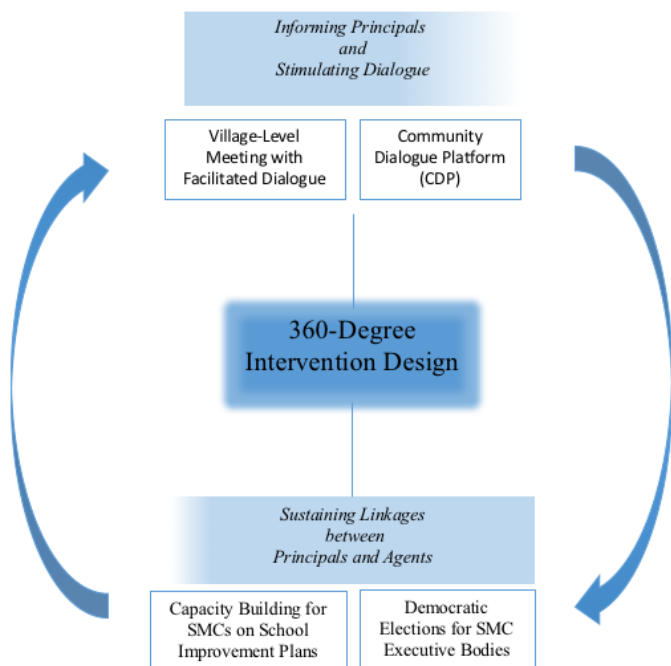 Informing Principals
and
Stimulating Dialogue
Village-Level
Meeting with
Facilitated Dialogue
Community
Dialogue Platform
(CDP)
360-Degree
Intervention Design
Sustaining Linkages
between
Principals and Agents
Capacity Building for
SMCs on School
Improvement Plans
Democratic
Elections for SMC
Executive Bodies